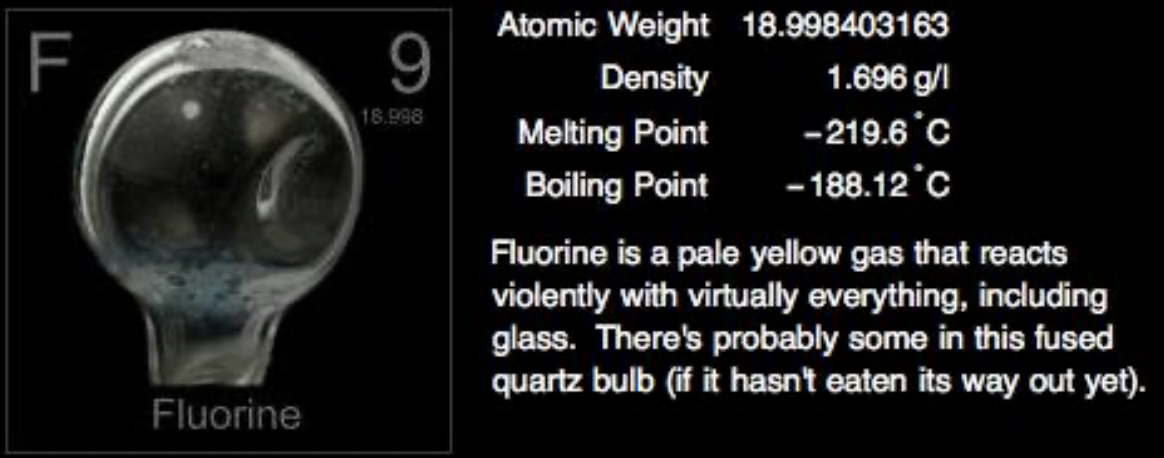 F 9
18.998
Fluorine
Atomic Weight 18.998403163
Density 1.696 g/l
Melting Point −219.6 °C
Boiling Point −188.12 °C
Fluorine is a pale yellow gas that reacts
violently with virtually everything, including
glass. There's probably some in this fused
quartz bulb (if it hasn't eaten its way out yet).